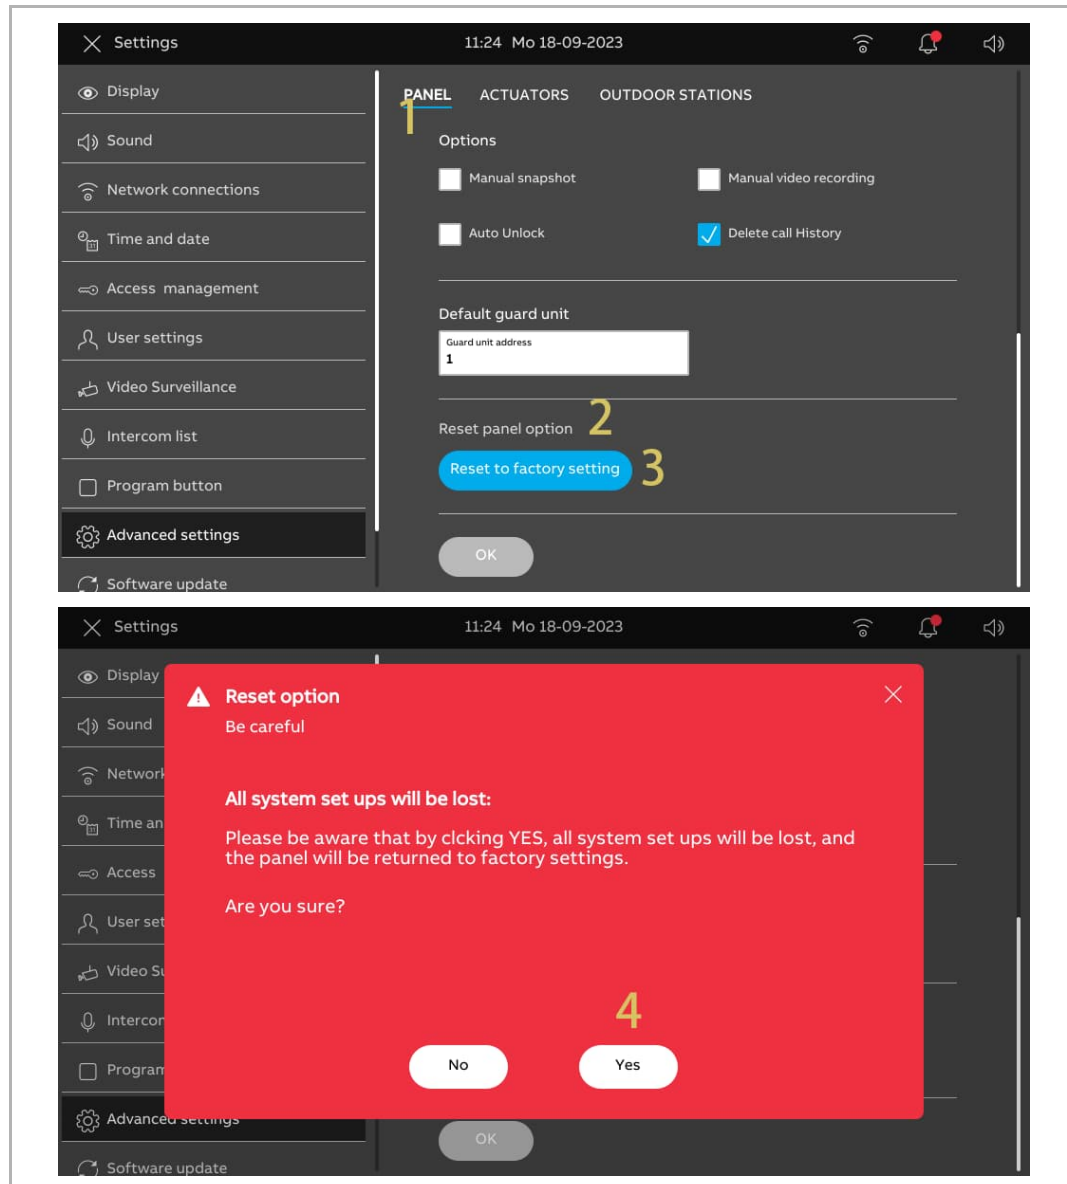 Settings
11:24 Mo 18-09-2023
Display
Sound
Network connections
Time and date
31
Access management
User settings
Video Surveillance
Intercom list
Program button
Advanced settings
Software update
PANEL ACTUATORS OUTDOOR STATIONS
1
Options
Manual snapshot Manual video recording
Auto Unlock Delete call History
Default guard unit
Guard unit address
1
Reset panel option 2
Reset to factory setting 3
OK
Settings
11:24 Mo 18-09-2023
Display
Sound
Network
Time an
31
Access
User set
Video Su
Intercom
Program
Advanced settings
Software update
Reset option
Be careful
All system set ups will be lost:
Please be aware that by clcking YES, all system set ups will be lost, and
the panel will be returned to factory settings.
Are you sure?
4
No Yes
OK